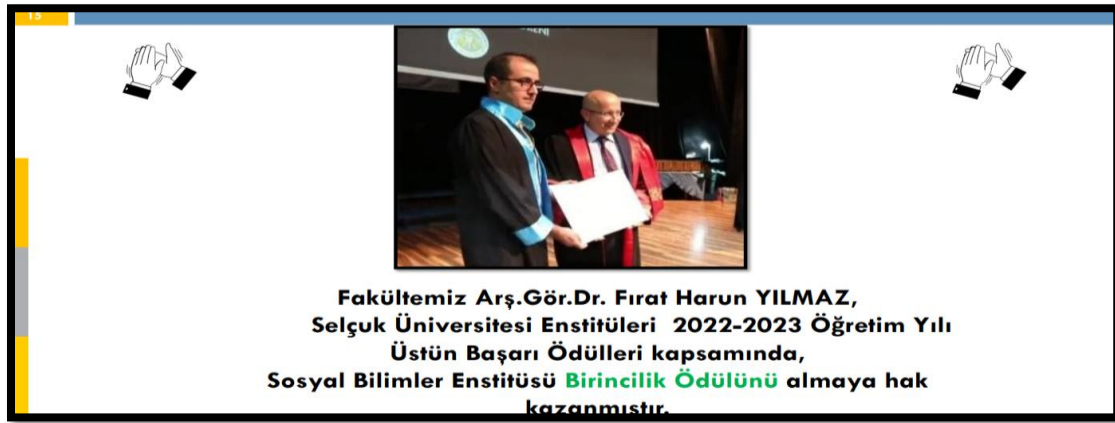 15
Fakültemiz Arş.Gör.Dr. Fırat Harun YILMAZ,
Selçuk Üniversitesi Enstitüleri 2022-2023 Öğretim Yılı
Üstün Başarı Ödülleri kapsamında,
Sosyal Bilimler Enstitüsü Birincilik Ödülünü almaya hak
kazanmıştır.